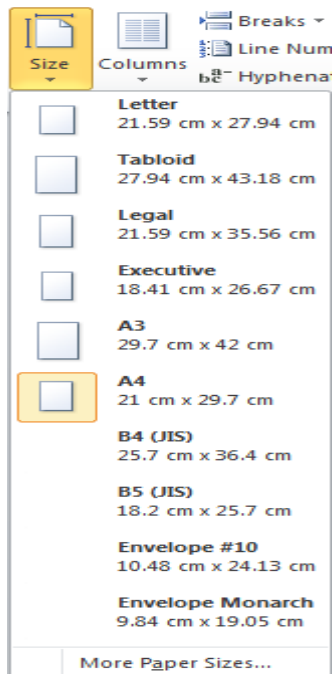 Size
Columns
Breaks
Line Num
Hyphena
Letter
21.59 cm x 27.94 cm
Tabloid
27.94 cm x 43.18 cm
Legal
21.59 cm x 35.56 cm
Executive
18.41 cm x 26.67 cm
A3
29.7 cm x 42 cm
A4
21 cm x 29.7 cm
B4 (JIS)
25.7 cm x 36.4 cm
B5 (JIS)
18.2 cm x 25.7 cm
Envelope #10
10.48 cm x 24.13 cm
Envelope Monarch
9.84 cm x 19.05 cm
More Paper Sizes...